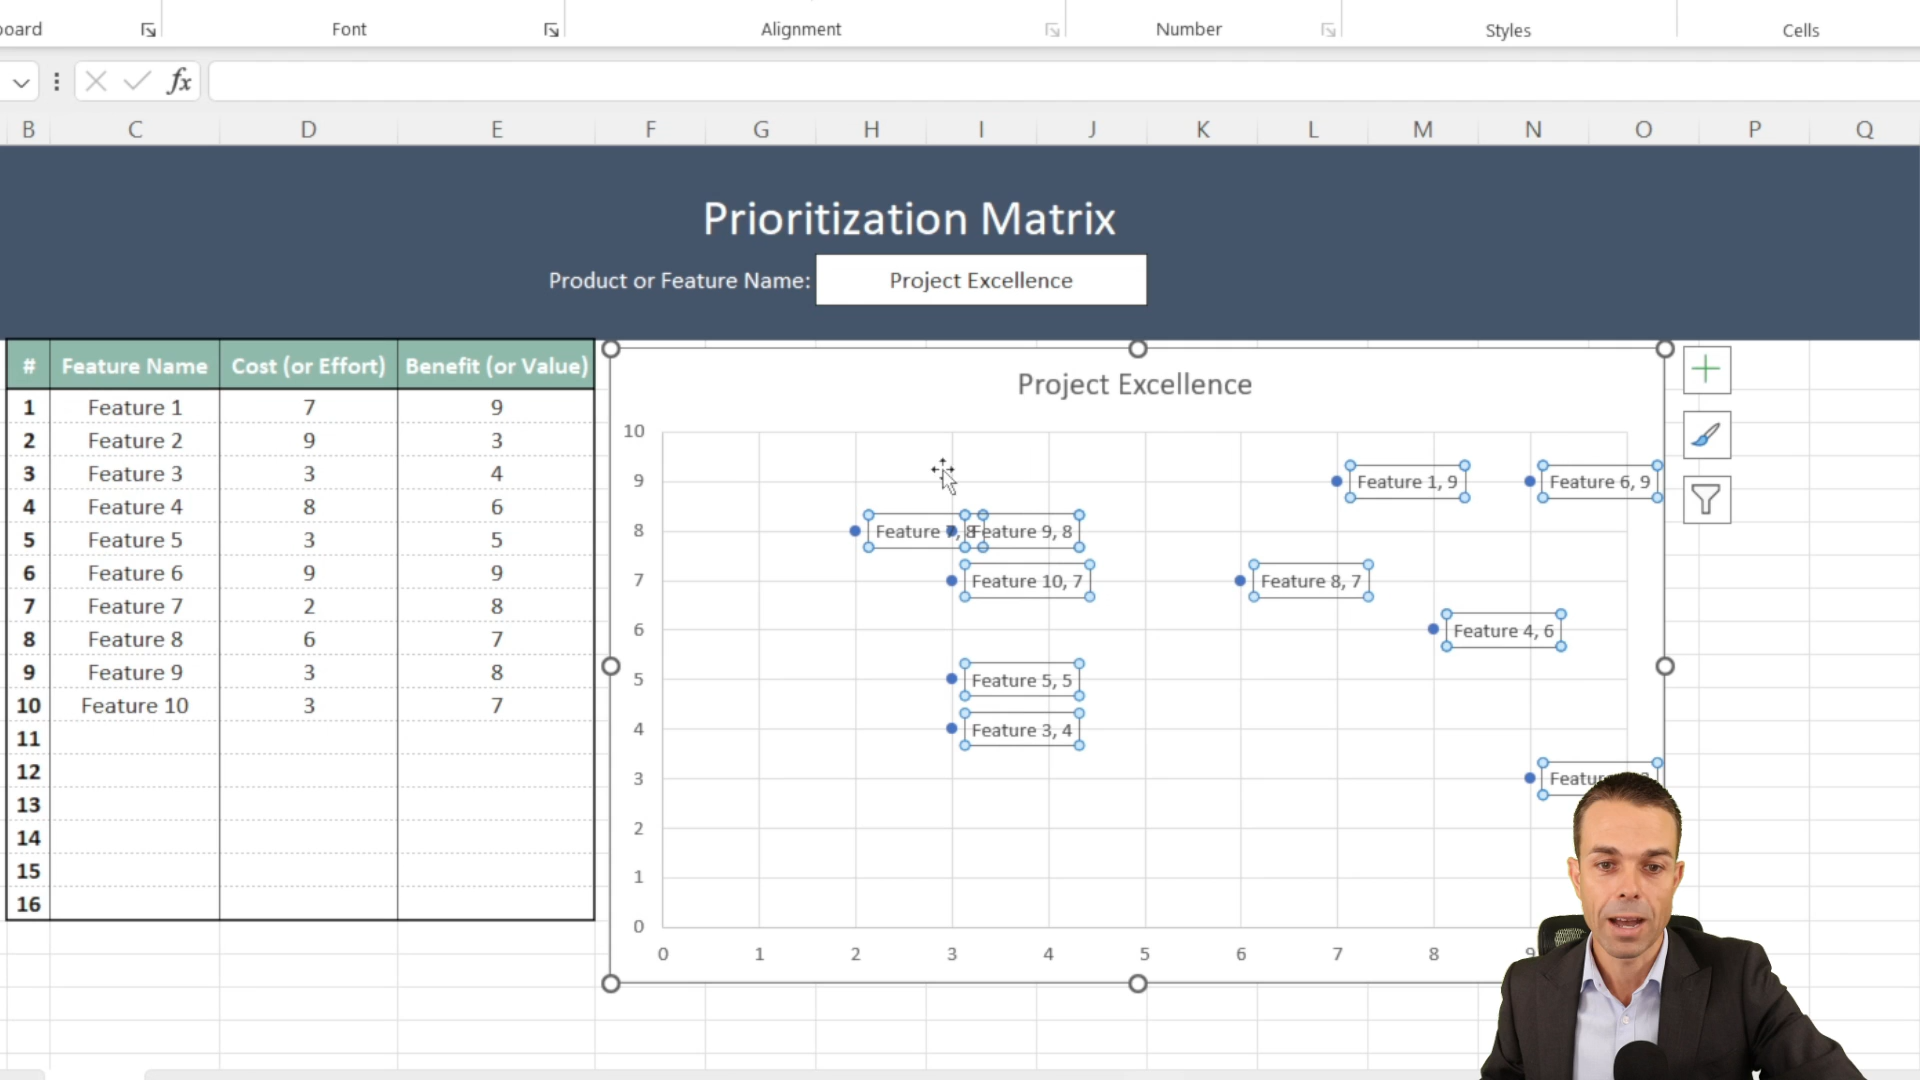 board Font Alignment Number Styles Cells
fx
B C D E F G H I J K L M N O P Q
Prioritization Matrix
Product or Feature Name: Project Excellence
# Feature Name Cost (or Effort) Benefit (or Value)
1 Feature 1 7 9
2 Feature 2 9 3
3 Feature 3 3 4
4 Feature 4 8 6
5 Feature 5 3 5
6 Feature 6 9 9
7 Feature 7 2 8
8 Feature 8 6 7
9 Feature 9 3 8
10 Feature 10 3 7
11
12
13
14
15
16
Project Excellence
10
9 Feature 1, 9 Feature 6, 9
8 Feature 7, 8 Feature 9, 8
7 Feature 10, 7 Feature 8, 7
6 Feature 4, 6
5 Feature 5, 5
4 Feature 3, 4
3
2
1
0
0 1 2 3 4 5 6 7 8 9